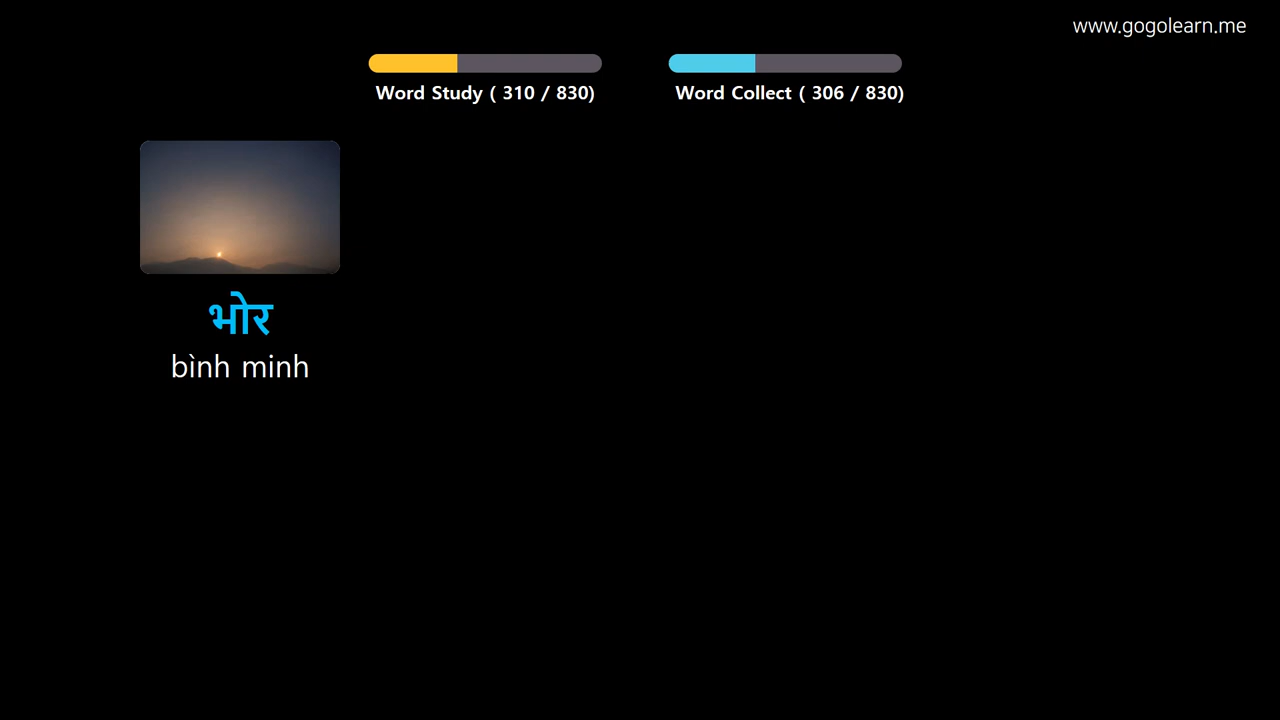 www.gogolearn.me
Word Study ( 310 / 830)
Word Collect ( 306 / 830)
भोर
bình minh